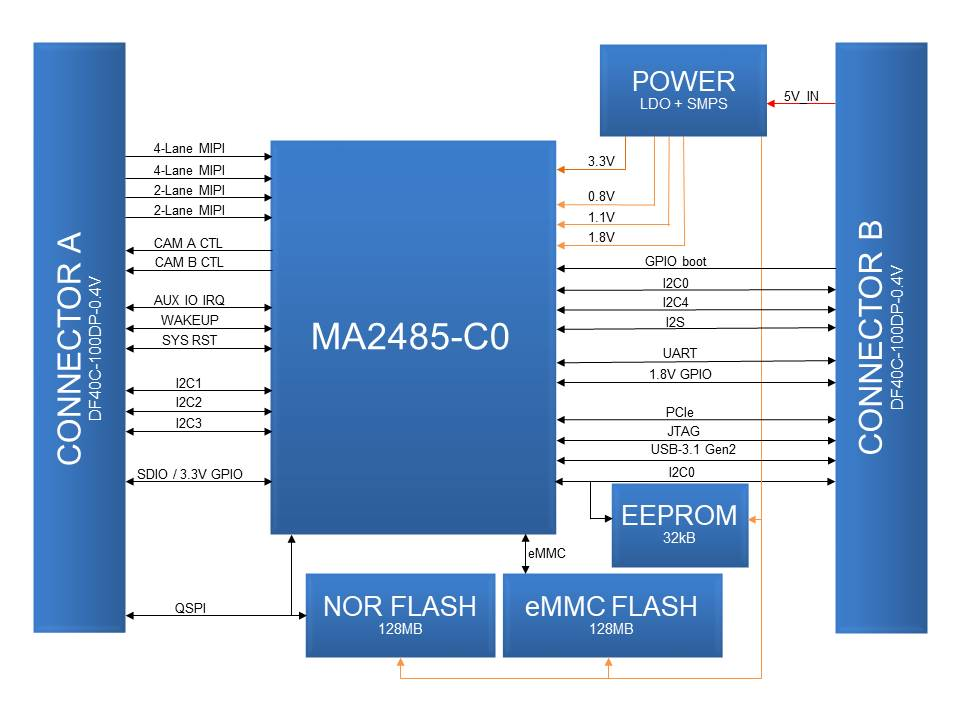 CONNECTOR A
DF40C-100DP-0.4V
4-Lane MIPI
4-Lane MIPI
2-Lane MIPI
2-Lane MIPI
CAM A CTL
CAM B CTL
AUX IO IRQ
WAKEUP
SYS RST
I2C1
I2C2
I2C3
SDIO / 3.3V GPIO
QSPI
MA2485-C0
POWER
LDO + SMPS
5V_IN
3.3V
0.8V
1.1V
1.8V
GPIO boot
I2C0
I2C4
I2S
UART
1.8V GPIO
PCIe
JTAG
USB-3.1 Gen2
I2C0
EEPROM
32kB
eMMC
NOR FLASH
128MB
eMMC FLASH
128MB
CONNECTOR B
DF40C-100DP-0.4V